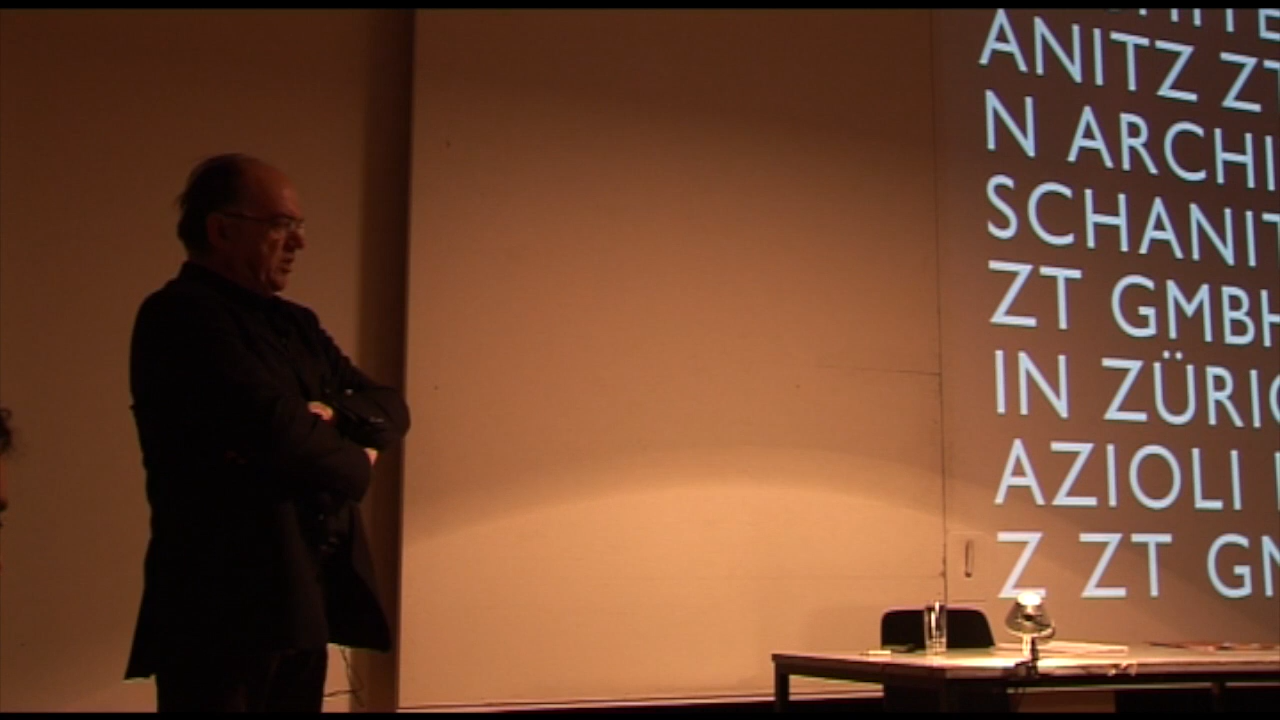 ANITZ ZT
N ARCHI
SCHANIT
ZT GMBH
IN ZÜRIC
AZIOLI
Z ZT GM